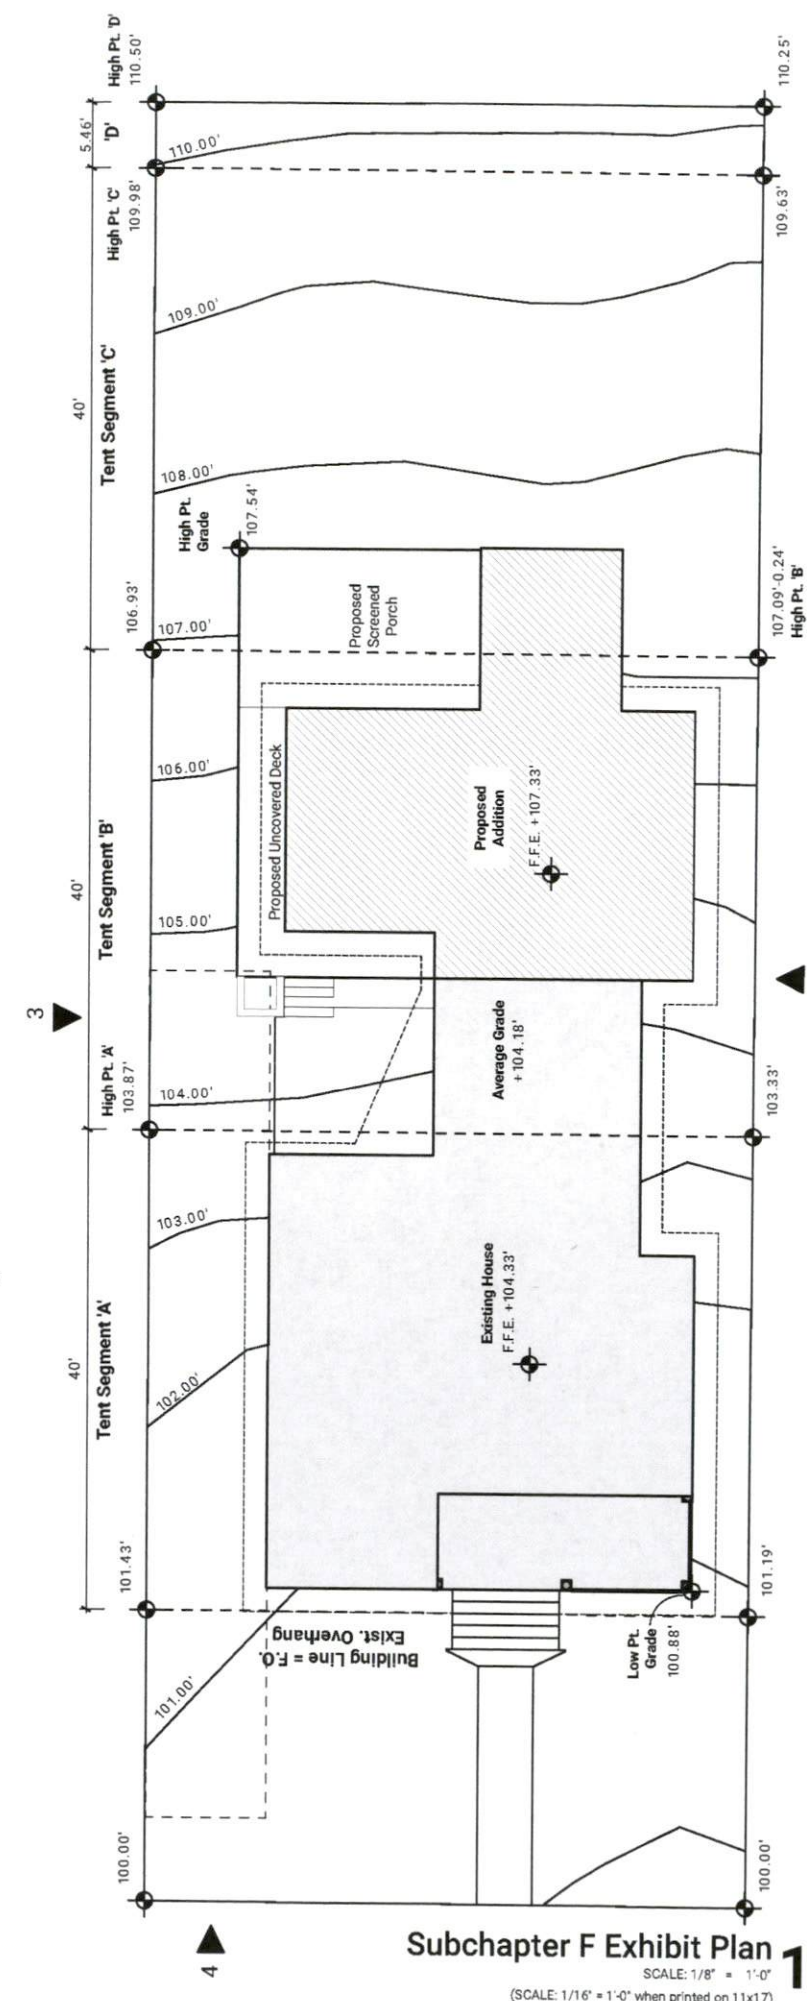 High Pt. 'D'
110.50'
110.25'
5.46'
'D'
110.00'
High Pt. 'C'
109.98'
109.63'
109.00'
40'
Tent Segment 'C'
108.00'
High Pt.
Grade
107.54'
106.93'
107.00'
Proposed
Screened
Porch
107.09'-0.24'
High Pt. 'B'
106.00'
Proposed Uncovered Deck
Proposed
Addition
F.F.E. +107.33'
40'
Tent Segment 'B'
105.00'
3
High Pt. 'A'
103.87'
104.00'
Average Grade
+104.18'
103.33'
103.00'
Existing House
F.F.E. +104.33'
40'
Tent Segment 'A'
102.00'
101.43'
101.19'
Building Line = F.O.
Exist. Overhang
Low Pt.
Grade
100.88'
101.00'
100.00'
100.00'
4
Subchapter F Exhibit Plan
1
SCALE: 1/8" = 1'-0"
(SCALE: 1/16" = 1'-0" when printed on 11x17)